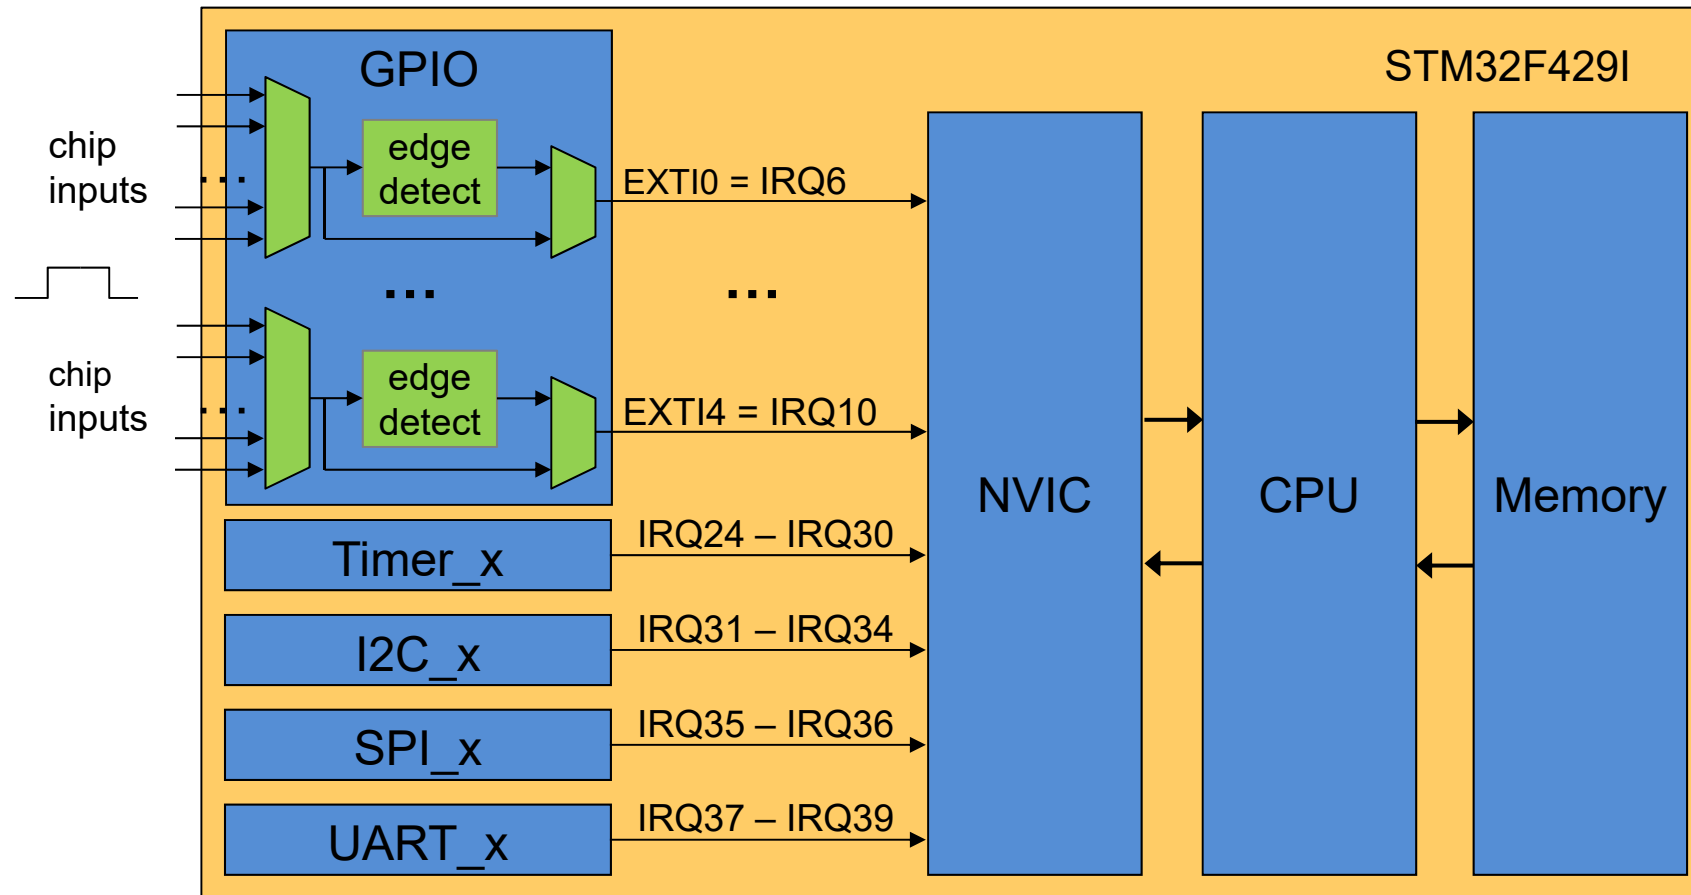 GPIO
STM32F429I
chip
inputs
...
edge
detect
EXTI0 = IRQ6
...
...
chip
inputs
...
edge
detect
EXTI4 = IRQ10
NVIC
CPU
Memory
Timer_x
IRQ24 – IRQ30
I2C_x
IRQ31 – IRQ34
SPI_x
IRQ35 – IRQ36
UART_x
IRQ37 – IRQ39